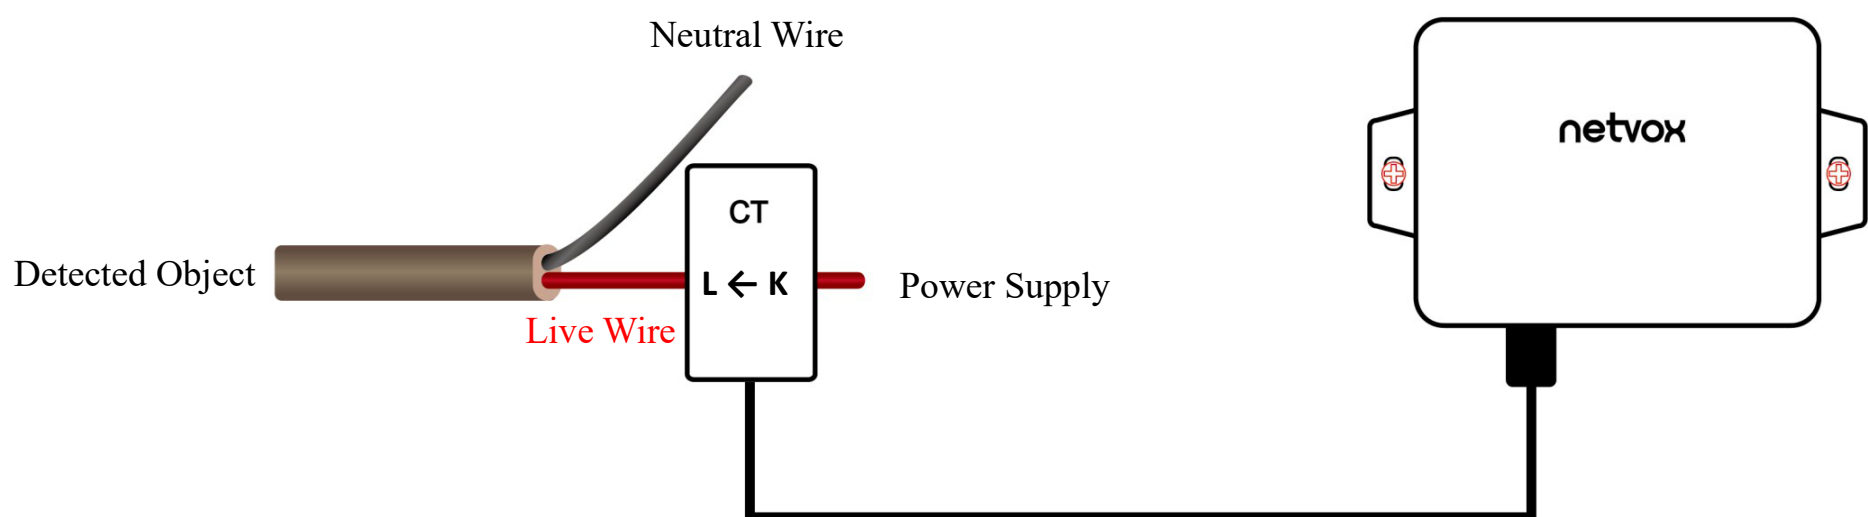 Neutral Wire
netvox
CT
Detected Object
L ← K
Power Supply
Live Wire